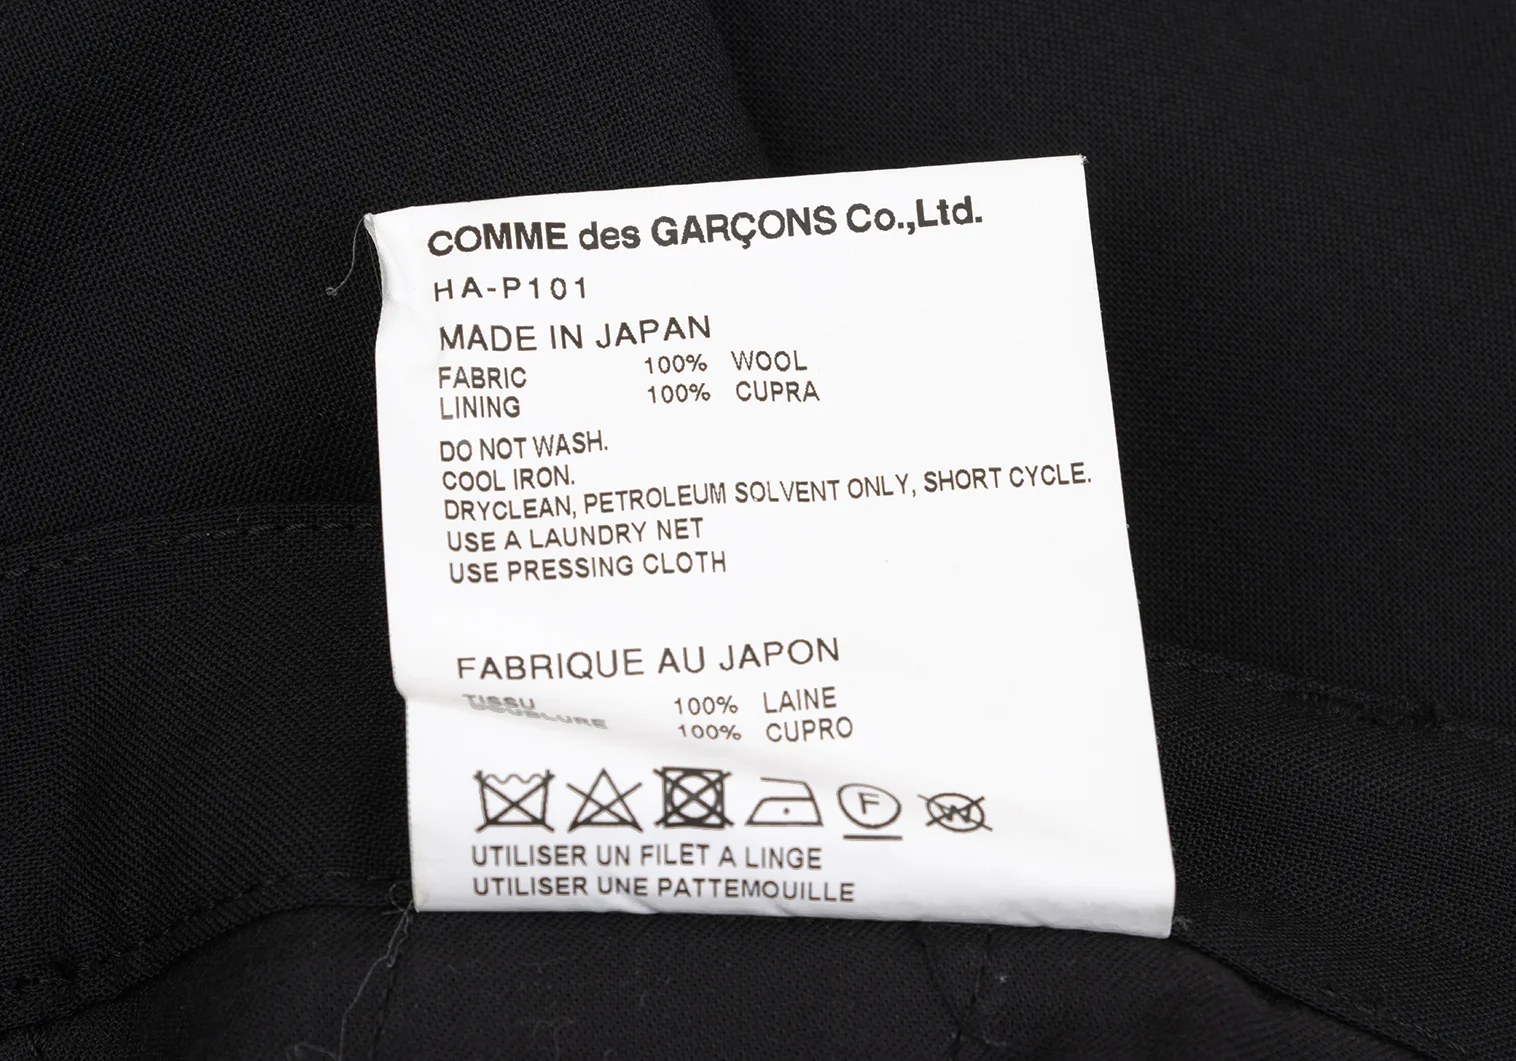 COMME des GARÇONS Co.,Ltd.
HA-P101
MADE IN JAPAN
FABRIC 100% WOOL
LINING 100% CUPRA
DO NOT WASH.
COOL IRON.
DRYCLEAN, PETROLEUM SOLVENT ONLY, SHORT CYCLE.
USE A LAUNDRY NET
USE PRESSING CLOTH
FABRIQUE AU JAPON
TISSU 100% LAINE
100% CUPRO
F W
UTILISER UN FILET A LINGE
UTILISER UNE PATTEMOUILLE